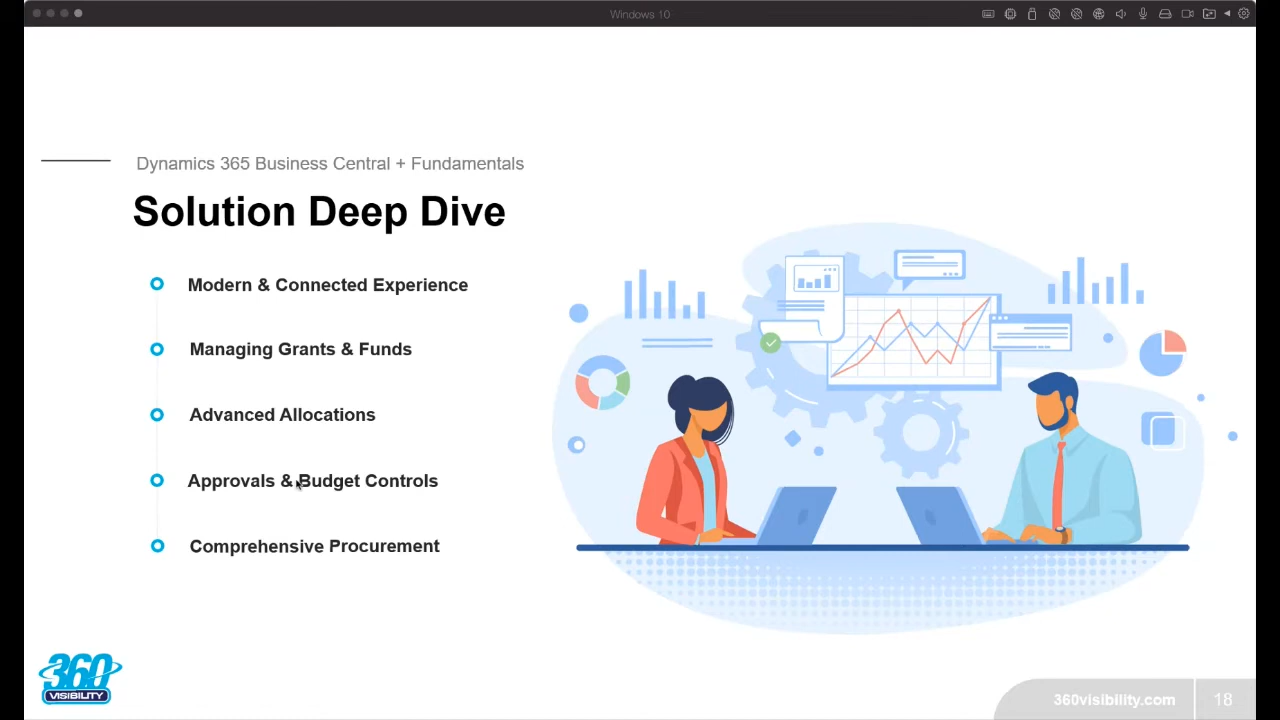 Windows 10
Dynamics 365 Business Central + Fundamentals
Solution Deep Dive
Modern & Connected Experience
Managing Grants & Funds
Advanced Allocations
Approvals & Budget Controls
Comprehensive Procurement
360
VISIBILITY
360visibility.com
18